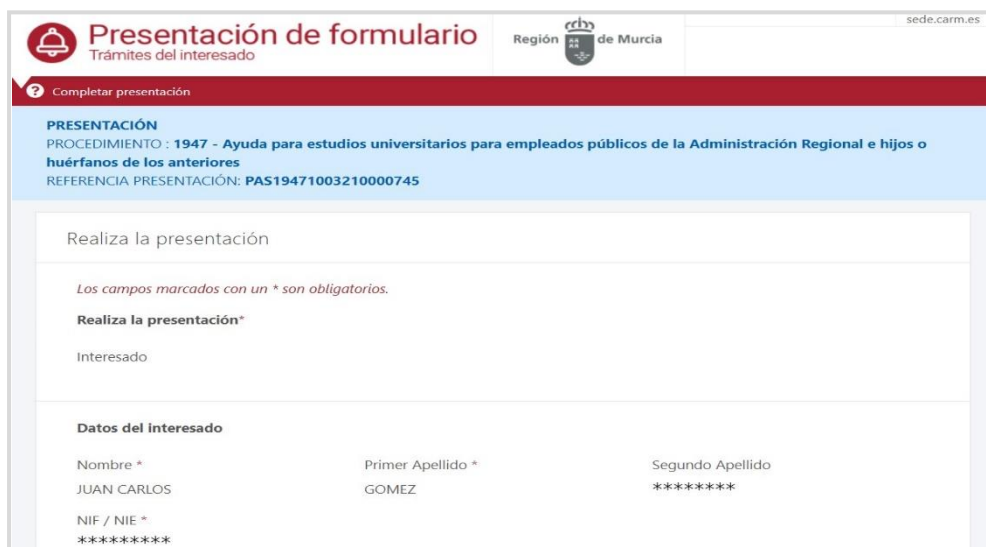 Presentación de formulario
Trámites del interesado
Región de Murcia
sede.carm.es
? Completar presentación
PRESENTACIÓN
PROCEDIMIENTO : 1947 - Ayuda para estudios universitarios para empleados públicos de la Administración Regional e hijos o
huérfanos de los anteriores
REFERENCIA PRESENTACIÓN: PAS19471003210000745
Realiza la presentación
Los campos marcados con un * son obligatorios.
Realiza la presentación*
Interesado
Datos del interesado
Nombre * Primer Apellido * Segundo Apellido
JUAN CARLOS GOMEZ ********
NIF / NIE *
*********